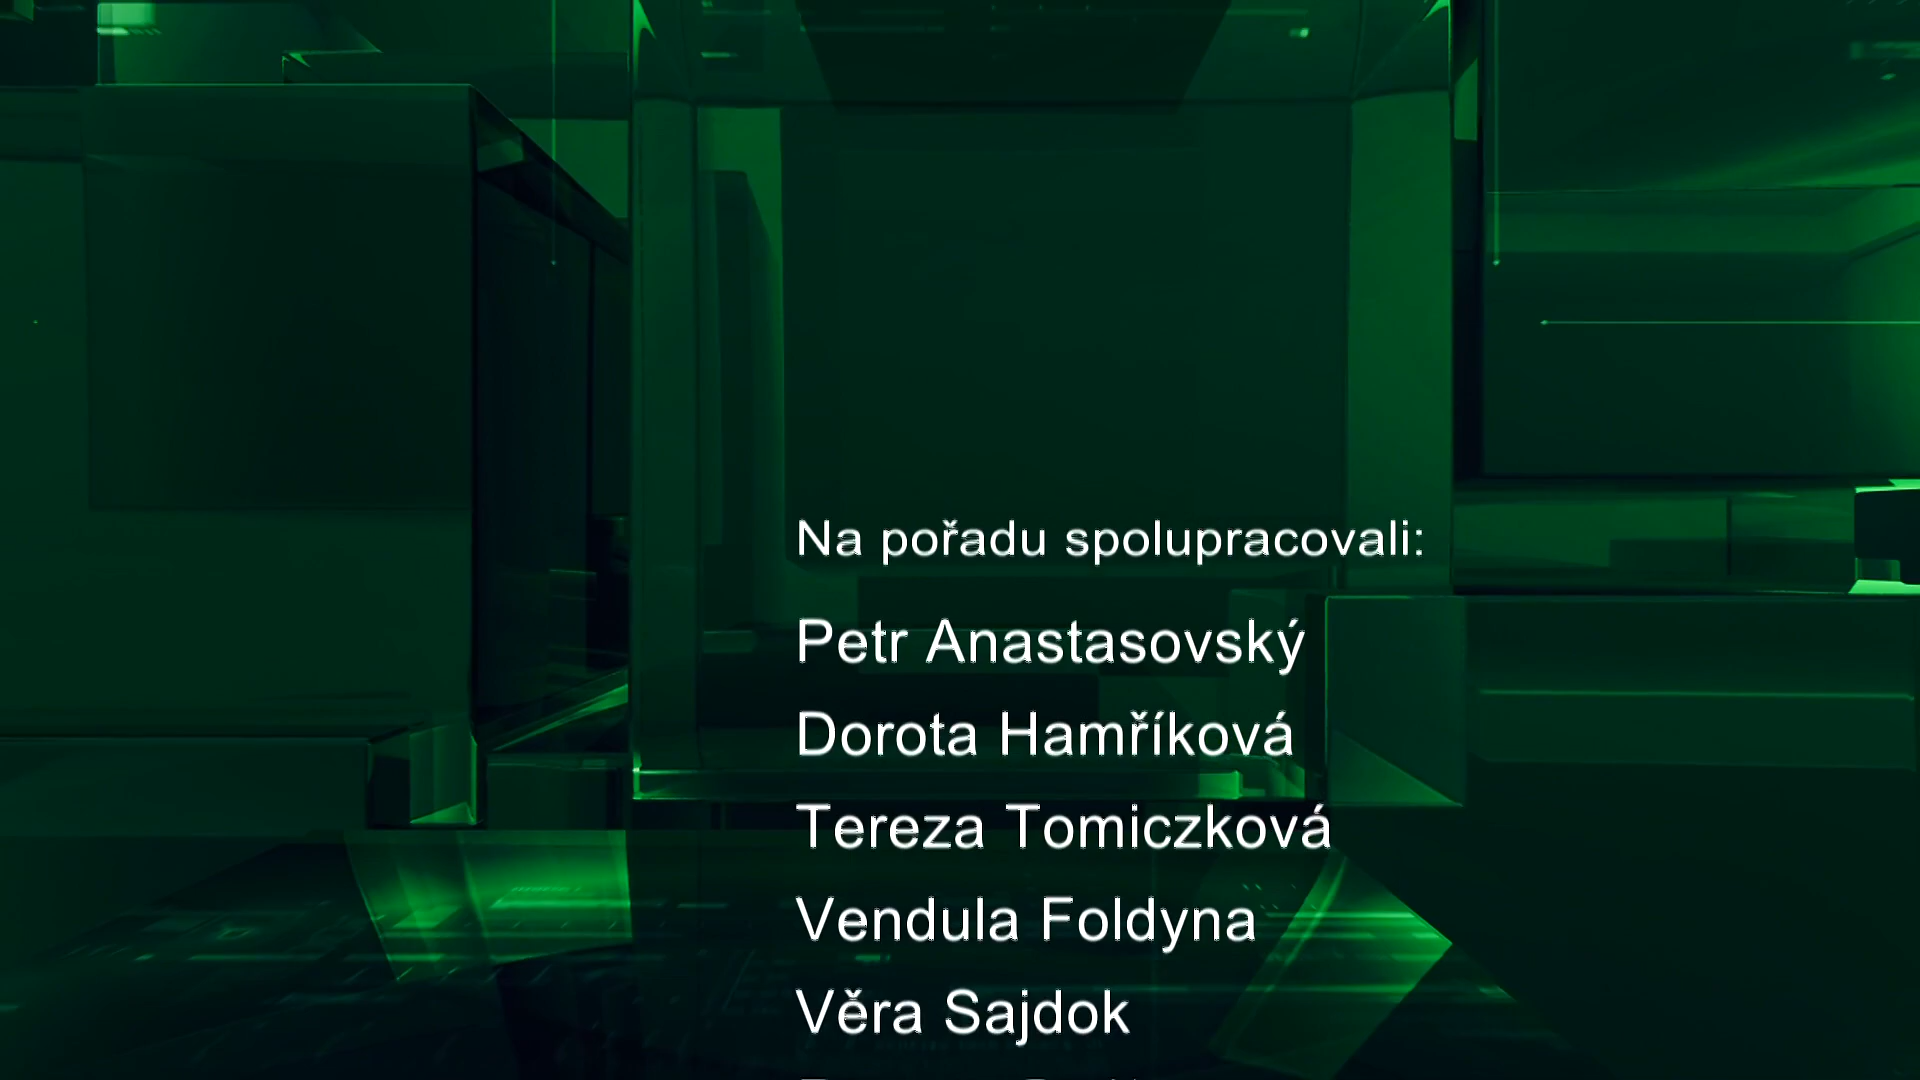 Na pořadu spolupracovali:
Petr Anastasovský
Dorota Hamříková
Tereza Tomiczková
Vendula Foldyna
Věra Sajdok